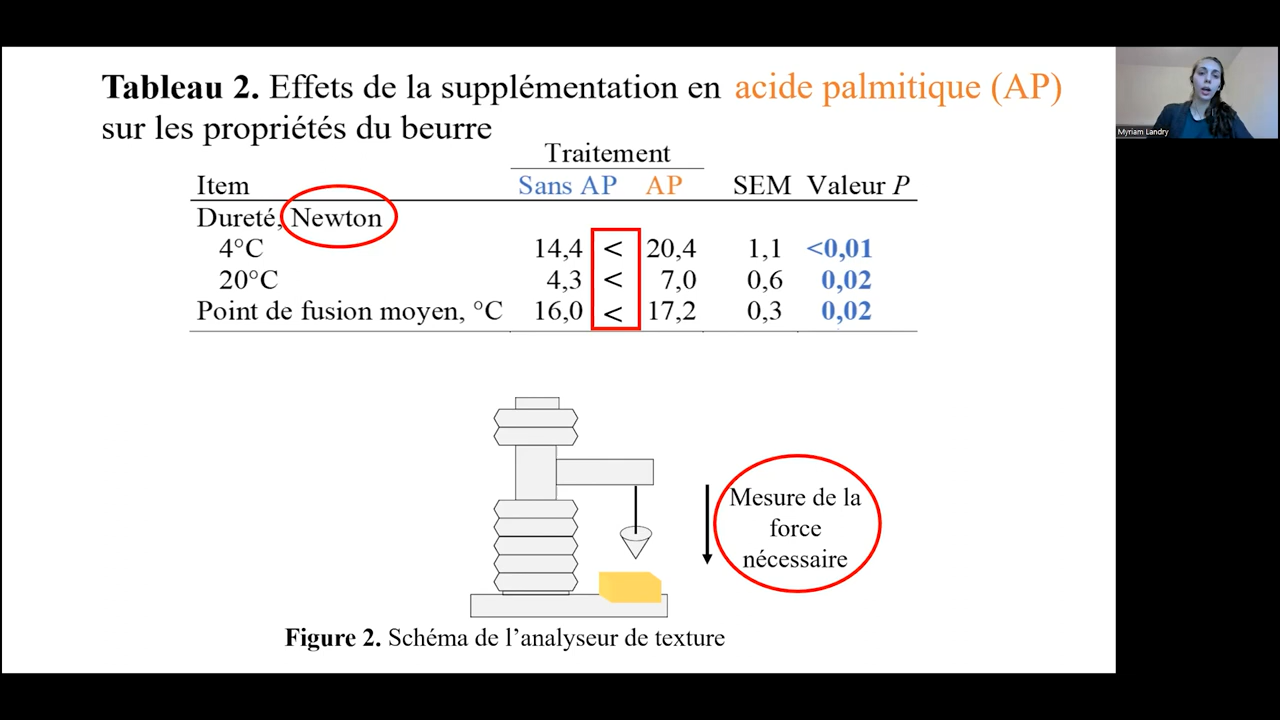 Tableau 2. Effets de la supplémentation en acide palmitique (AP)
sur les propriétés du beurre
Traitement
Item Sans AP AP SEM Valeur P
Dureté, Newton
4°C 14,4 < 20,4 1,1 <0,01
20°C 4,3 < 7,0 0,6 0,02
Point de fusion moyen, °C 16,0 < 17,2 0,3 0,02
Mesure de la
force
nécessaire
Figure 2. Schéma de l’analyseur de texture
Myriam Landry